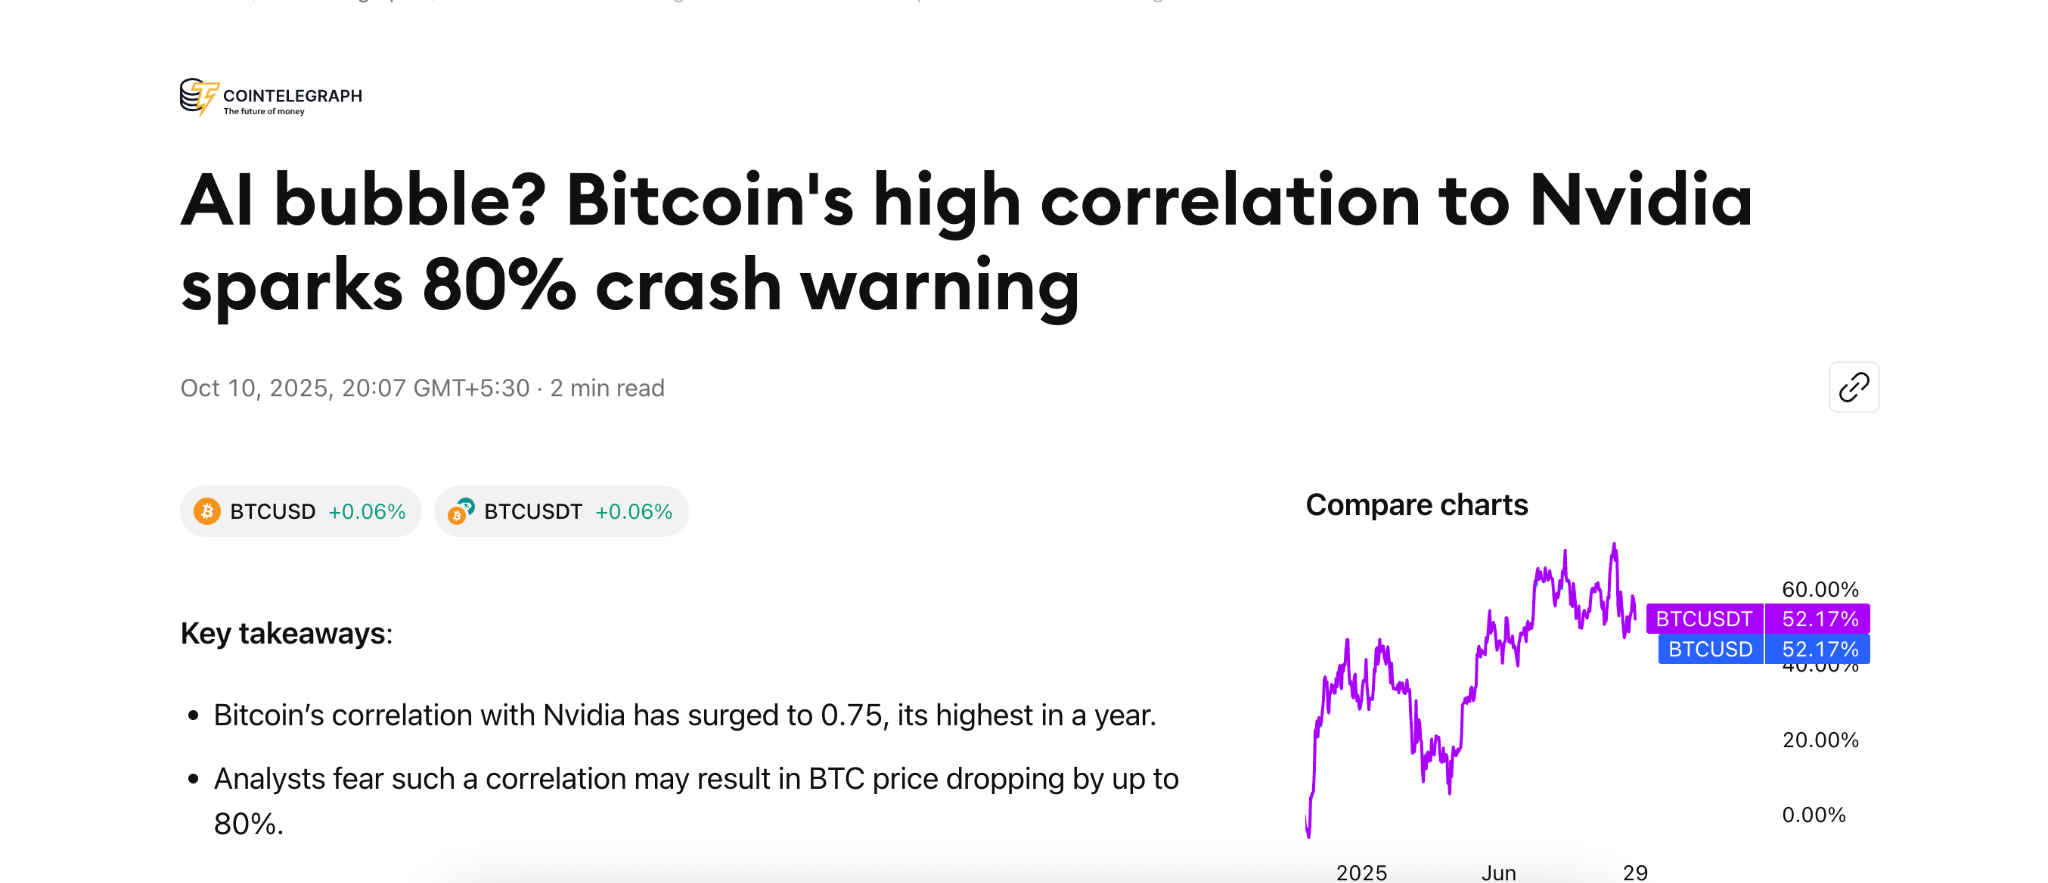 COINTELEGRAPH
The future of money
AI bubble? Bitcoin's high correlation to Nvidia
sparks 80% crash warning
Oct 10, 2025, 20:07 GMT+5:30 · 2 min read
BTCUSD +0.06% BTCUSDT +0.06%
Key takeaways:
• Bitcoin’s correlation with Nvidia has surged to 0.75, its highest in a year.
• Analysts fear such a correlation may result in BTC price dropping by up to
80%.
Compare charts
60.00%
BTCUSDT 52.17%
BTCUSD 52.17%
40.00%
20.00%
0.00%
2025 Jun 29